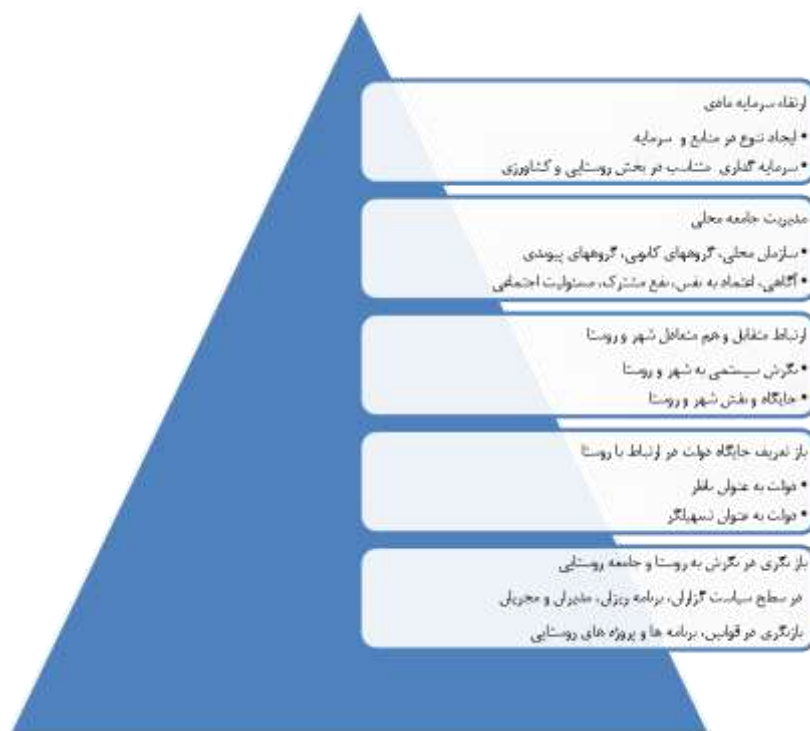 ارتقاء سرمایه مادی
• ایجاد تنوع در منابع و سرمایه
• سرمایه گذاری متناسب در بخش روستایی و کشاورزی
مدیریت جامعه محلی
• سازمان محلی، گروههای کانونی، گروههای پیوندی
• آگاهی، اعتماد به نفس، نفع مشترک، مسئولیت اجتماعی
ارتباط متقابل و هم متعادل شهر و روستا
• نگرش سیستمی به شهر و روستا
• جایگاه و نقش شهر و روستا
باز تعریف جایگاه دولت در ارتباط با روستا
• دولت به عنوان ناظر
• دولت به عنوان تسهیلگر
باز نگری در نگرش به روستا و جامعه روستایی
در سطح سیاست گزاران، برنامه ریزان، مدیران و مجریان
بازنگری در قوانین، برنامه ها و پروژه های روستایی